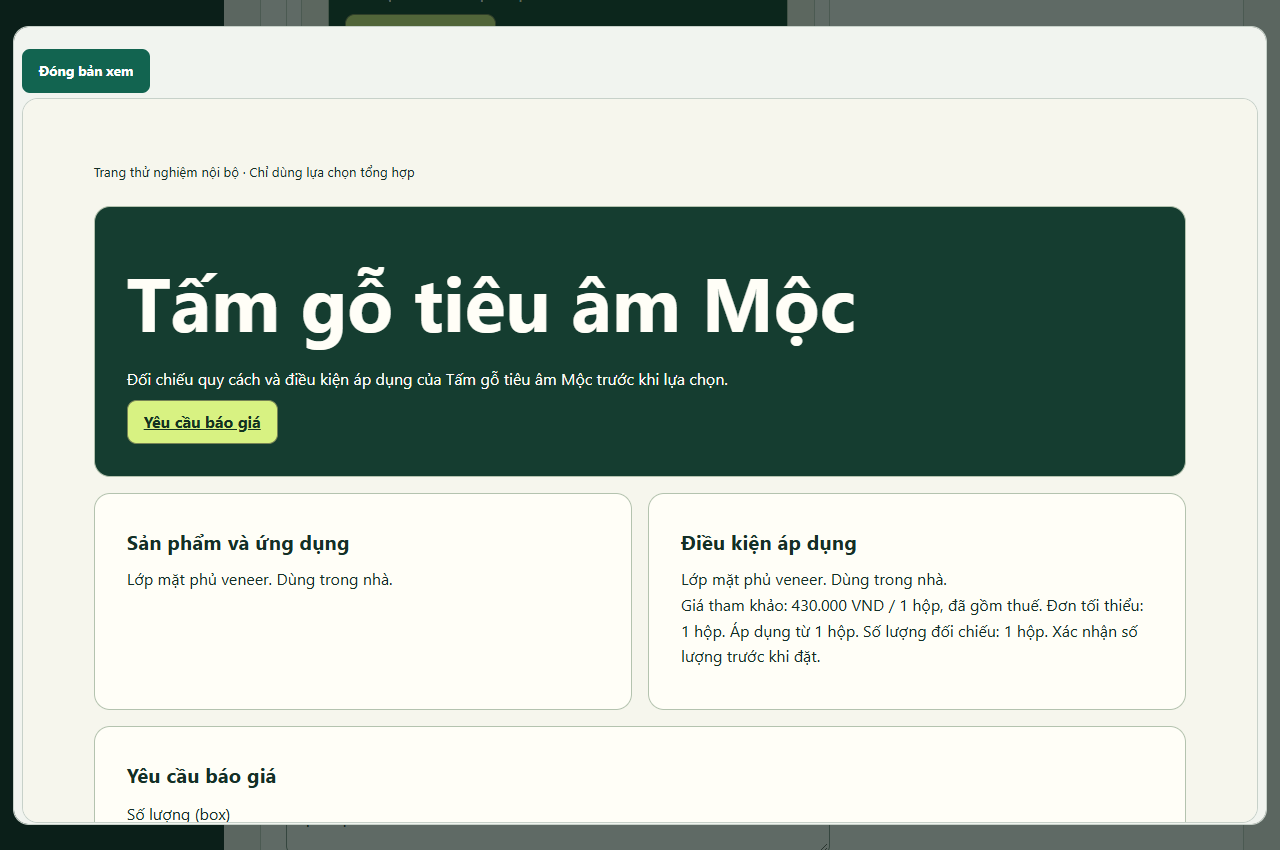 Đóng bản xem
Trang thử nghiệm nội bộ · Chỉ dùng lựa chọn tổng hợp
Tấm gỗ tiêu âm Mộc
Đối chiếu quy cách và điều kiện áp dụng của Tấm gỗ tiêu âm Mộc trước khi lựa chọn.
Yêu cầu báo giá
Sản phẩm và ứng dụng
Lớp mặt phủ veneer. Dùng trong nhà.
Điều kiện áp dụng
Lớp mặt phủ veneer. Dùng trong nhà.
Giá tham khảo: 430.000 VND / 1 hộp, đã gồm thuế. Đơn tối thiểu:
1 hộp. Áp dụng từ 1 hộp. Số lượng đối chiếu: 1 hộp. Xác nhận số
lượng trước khi đặt.
Yêu cầu báo giá
Số lượng (box)